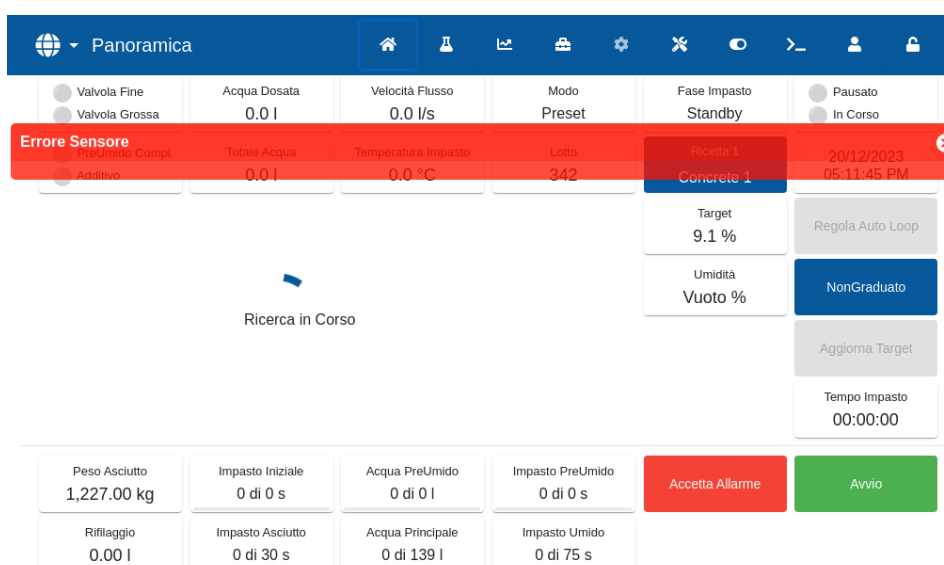 Panoramica
Valvola Fine
Valvola Grossa
Acqua Dosata
0.0 l
Velocità Flusso
0.0 l/s
Modo
Preset
Fase Impasto
Standby
Pausato
In Corso
Errore Sensore
PreUmido Compl.
Additivo
Totale Acqua
0.0 l
Temperatura Impasto
0.0 °C
Lotto
342
Ricetta 1
Concrete 1
20/12/2023
05:11:45 PM
Target
9.1 %
Regola Auto Loop
Umidità
Vuoto %
NonGraduato
Ricerca in Corso
Aggiorna Target
Tempo Impasto
00:00:00
Peso Asciutto
1,227.00 kg
Impasto Iniziale
0 di 0 s
Acqua PreUmido
0 di 0 l
Impasto PreUmido
0 di 0 s
Accetta Allarme
Avvio
Rifilaggio
0.00 l
Impasto Asciutto
0 di 30 s
Acqua Principale
0 di 139 l
Impasto Umido
0 di 75 s